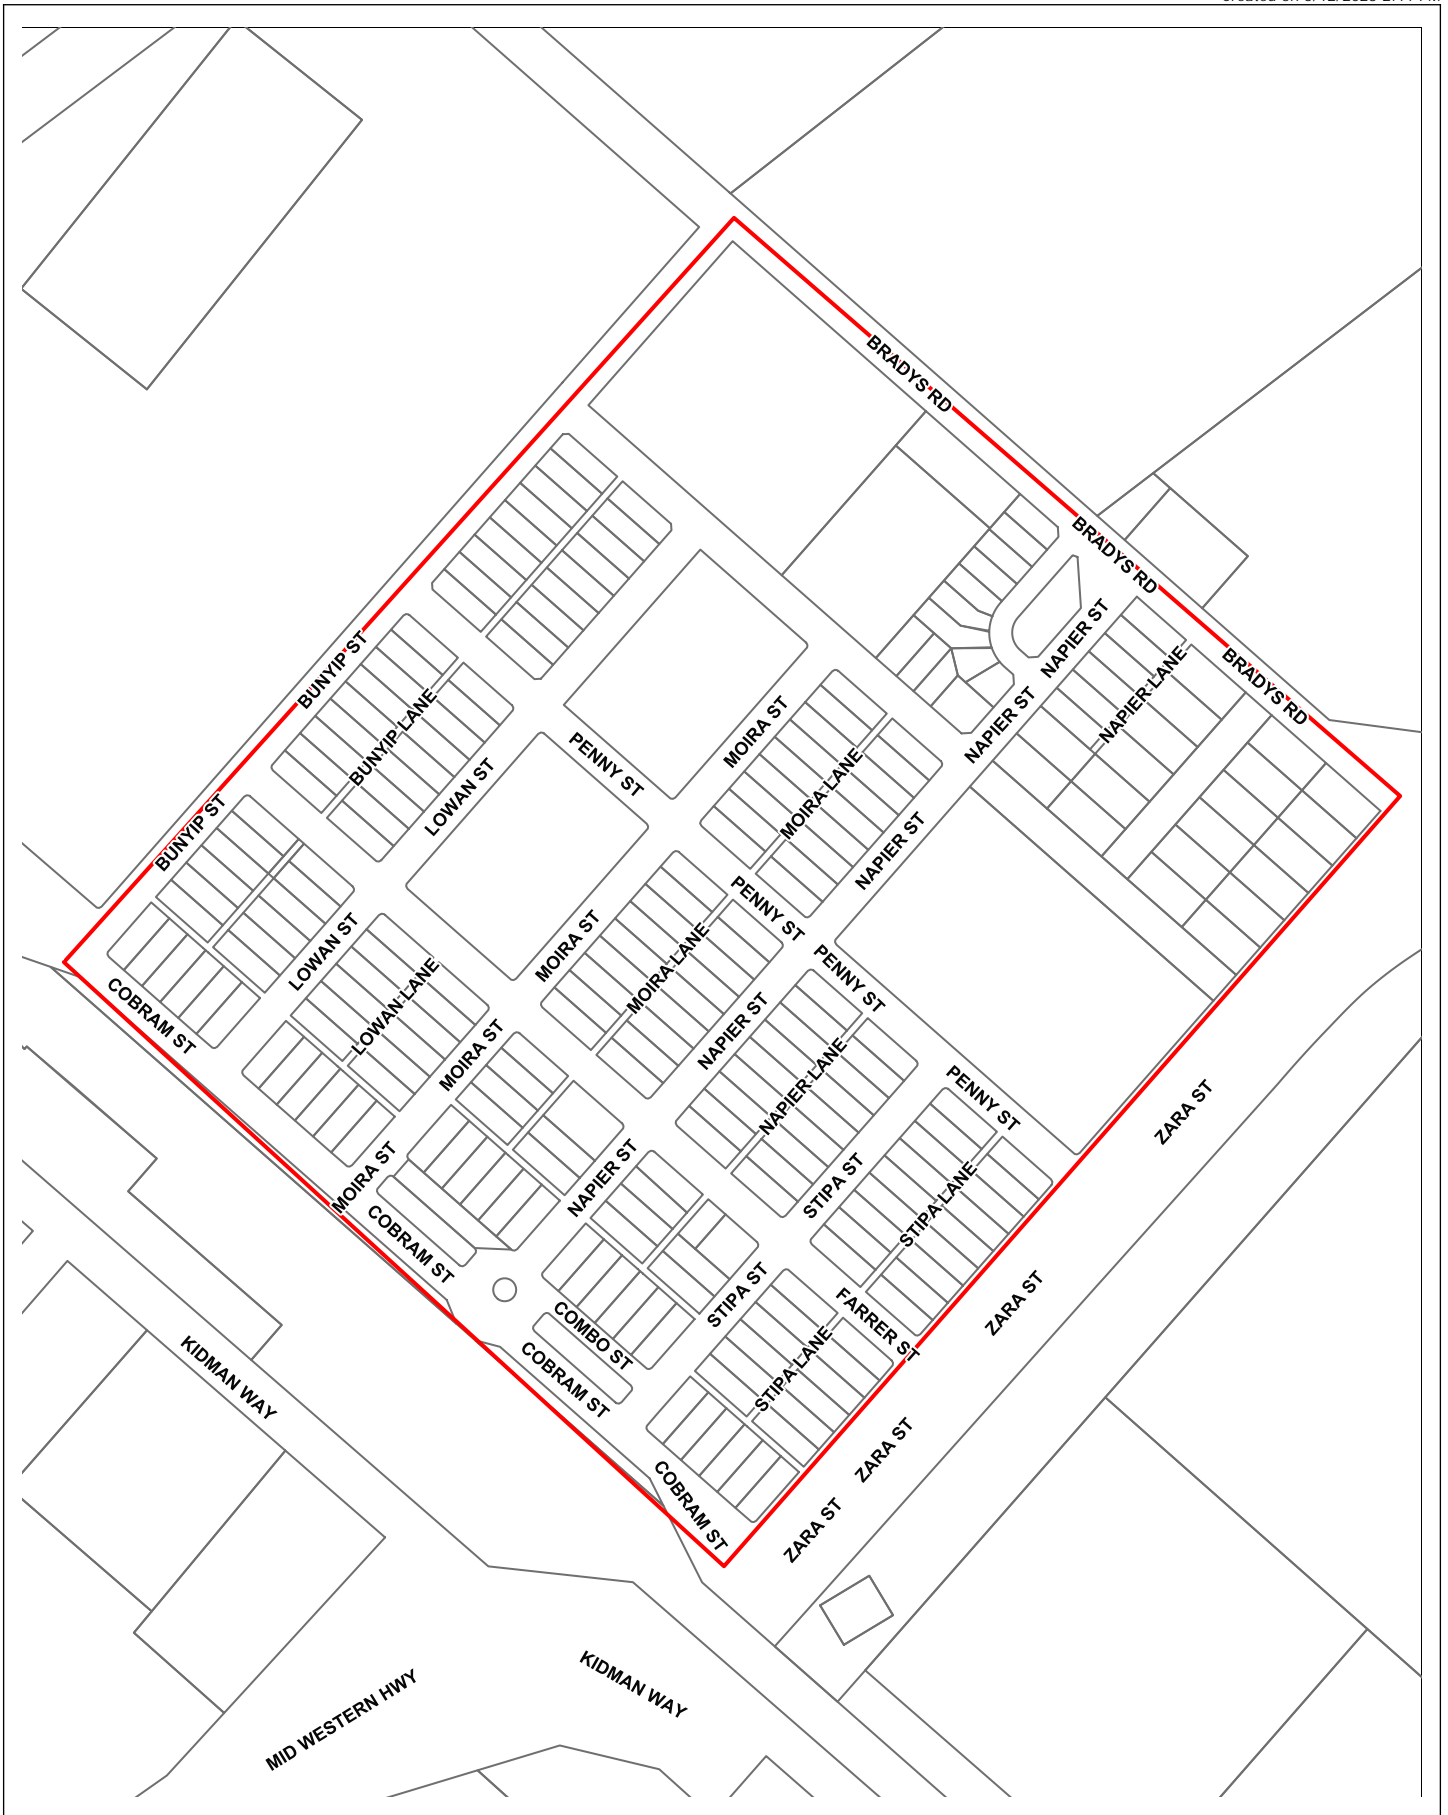 BRADYS RD
BRADYS RD
NAPIER ST
BUNYIP ST
NAPIER LANE
BRADYS RD
BUNYIP LANE
NAPIER ST
MOIRA ST
PENNY ST
LOWAN ST
MOIRA LANE
BUNYIP ST
NAPIER ST
PENNY ST
MOIRA ST
LOWAN ST
MOIRA LANE
PENNY ST
LOWAN LANE
COBRAM ST
NAPIER ST
MOIRA ST
NAPIER LANE
PENNY ST
ZARA ST
MOIRA ST
NAPIER ST
STIPA ST
STIPA LANE
COBRAM ST
STIPA ST
ZARA ST
FARRER ST
COMBO ST
STIPA LANE
KIDMAN WAY
COBRAM ST
ZARA ST
COBRAM ST
ZARA ST
KIDMAN WAY
MID WESTERN HWY